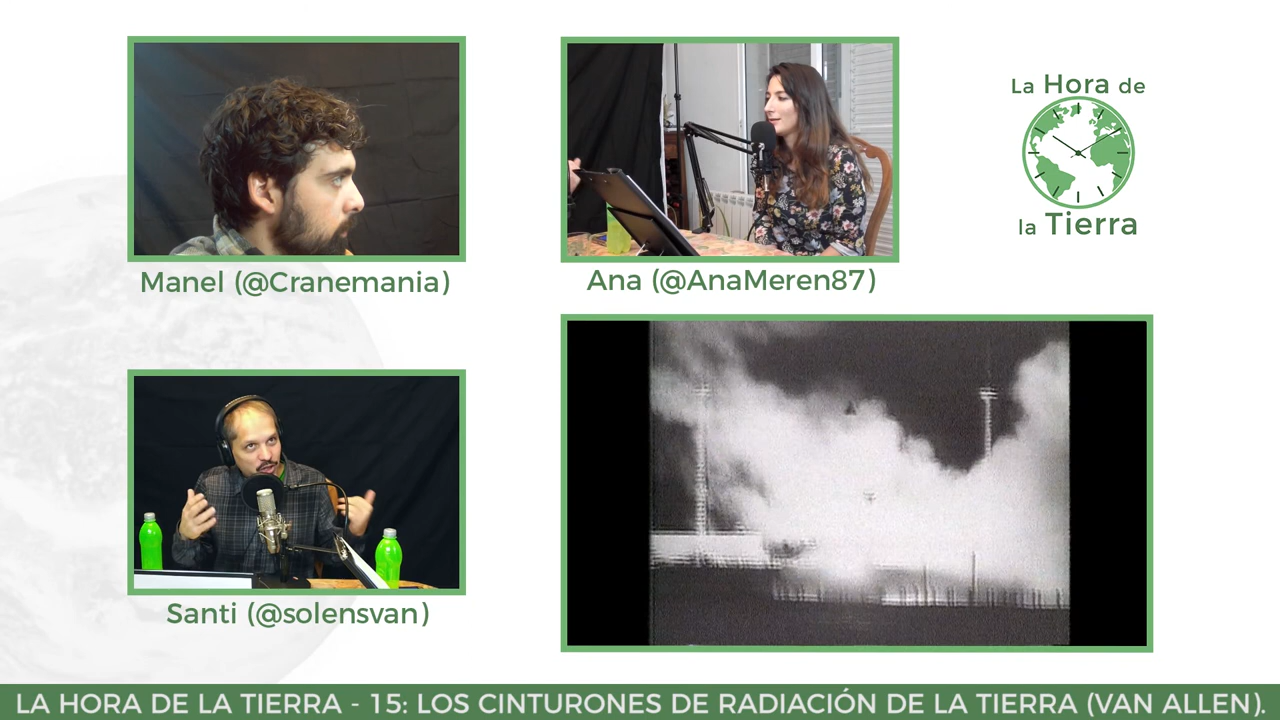 La Hora de
la Tierra
Manel (@Cranemania)
Ana (@AnaMeren87)
Santi (@solensvan)
LA HORA DE LA TIERRA - 15: LOS CINTURONES DE RADIACIÓN DE LA TIERRA (VAN ALLEN).